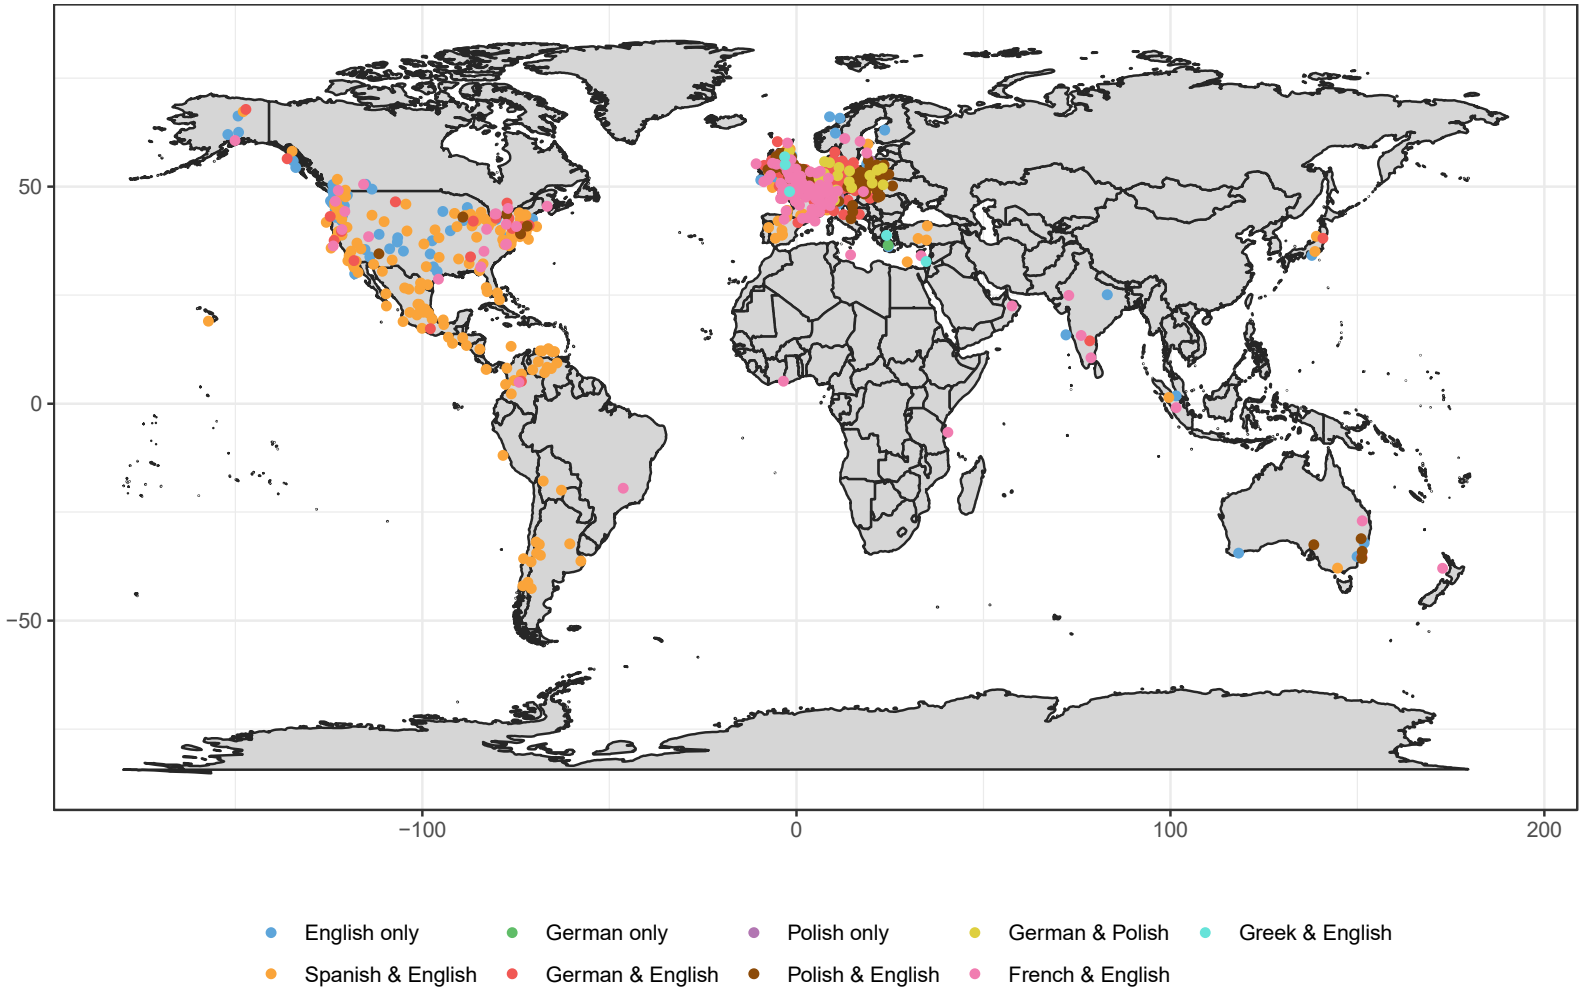 50
0
−50
−100
0
100
200
English only
German only
Polish only
German & Polish
Greek & English
Spanish & English
German & English
Polish & English
French & English